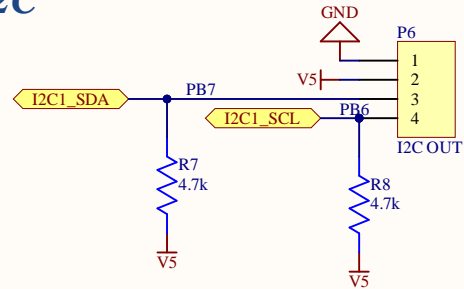 I2C
GND
P6
1
V5
2
I2C1_SDA
PB7
3
I2C1_SCL
PB6
4
I2C OUT
R7
4.7k
R8
4.7k
V5
V5